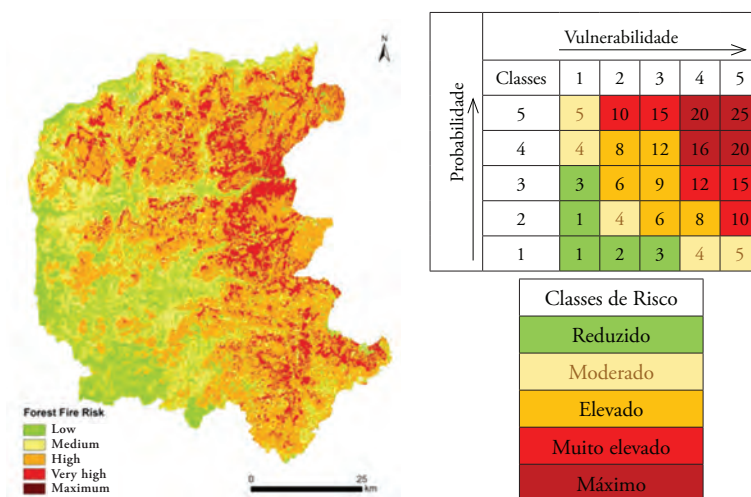 N
Forest Fire Risk
Low
Medium
High
Very high
Maximum
0 25
km
Vulnerabilidade
Probabilidade
Classes 1 2 3 4 5
5 5 10 15 20 25
4 4 8 12 16 20
3 3 6 9 12 15
2 1 4 6 8 10
1 1 2 3 4 5
Classes de Risco
Reduzido
Moderado
Elevado
Muito elevado
Máximo